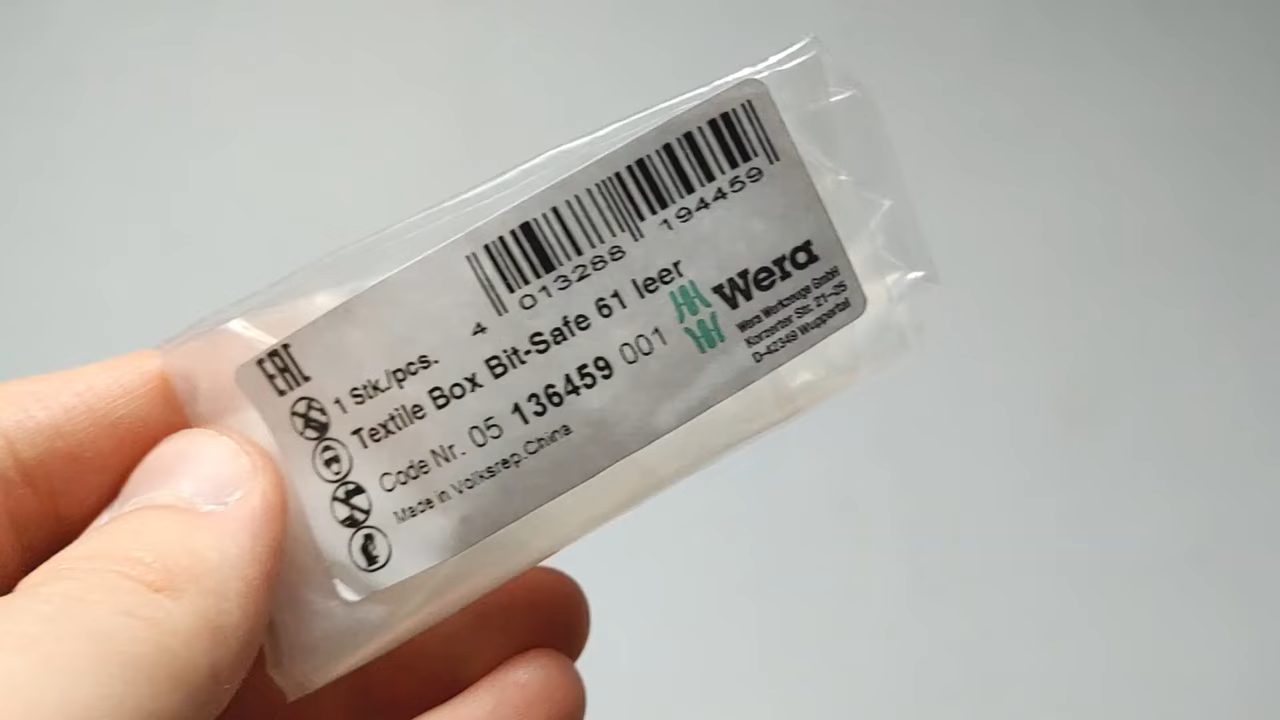 4 013288 194459
EAC
1 Stk./pcs.
Textile Box Bit-Safe 61 leer
Code Nr. 05 136459 001
Made in Volksrep.China
Wera
Wera Werkzeuge GmbH
Korzerter Str. 21–25
D-42349 Wuppertal